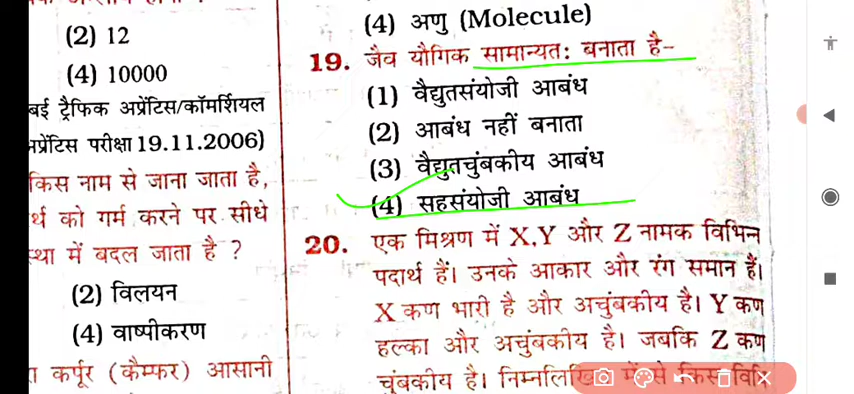 (2) 12
(4) 10000
बई ट्रैफिक अप्रेंटिस/कॉमर्शियल
अप्रेंटिस परीक्षा 19.11.2006)
किस नाम से जाना जाता है,
र्थ को गर्म करने पर सीधे
स्था में बदल जाता है ?
(2) विलयन
(4) वाष्पीकरण
कर्पूर (कैम्फर) आसानी
(4) अणु (Molecule)
19. जैव यौगिक सामान्यत: बनाता है-
(1) वैद्युतसंयोजी आबंध
(2) आबंध नहीं बनाता
(3) वैद्युतचुंबकीय आबंध
(4) सहसंयोजी आबंध
20. एक मिश्रण में X,Y और Z नामक विभिन्न
पदार्थ हैं। उनके आकार और रंग समान हैं।
X कण भारी है और अचुंबकीय है। Y कण
हल्का और अचुंबकीय है। जबकि Z कण
चुंबकीय है। में से किस